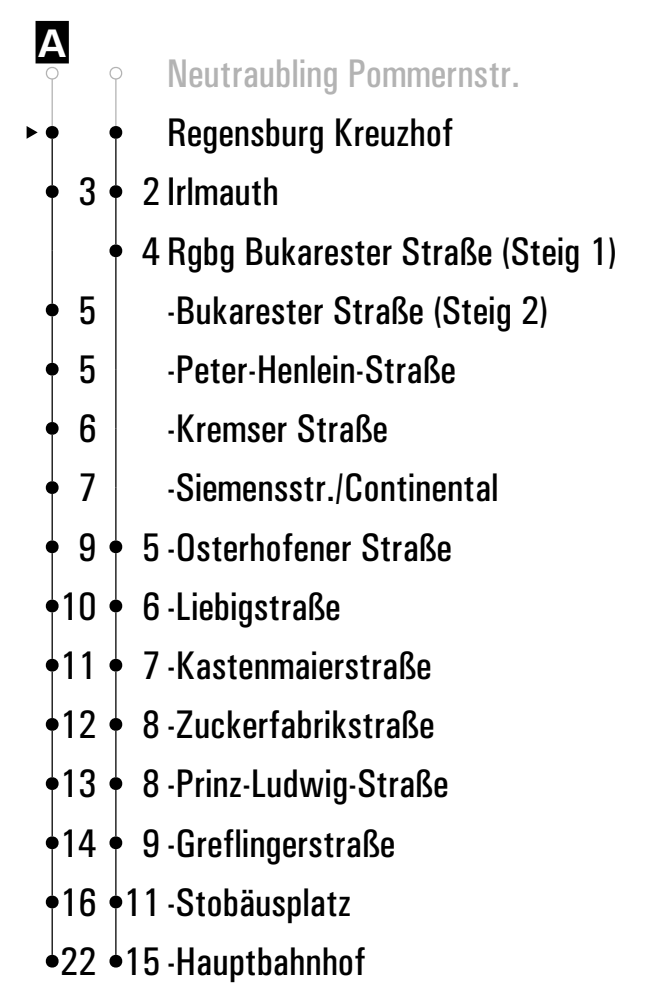 A
Neutraubling Pommernstr.
Regensburg Kreuzhof
3 2 Irlmauth
4 Rgbg Bukarester Straße (Steig 1)
5 -Bukarester Straße (Steig 2)
5 -Peter-Henlein-Straße
6 -Kremser Straße
7 -Siemensstr./Continental
9 5 -Osterhofener Straße
10 6 -Liebigstraße
11 7 -Kastenmaierstraße
12 8 -Zuckerfabrikstraße
13 8 -Prinz-Ludwig-Straße
14 9 -Greflingerstraße
16 11 -Stobäusplatz
22 15 -Hauptbahnhof